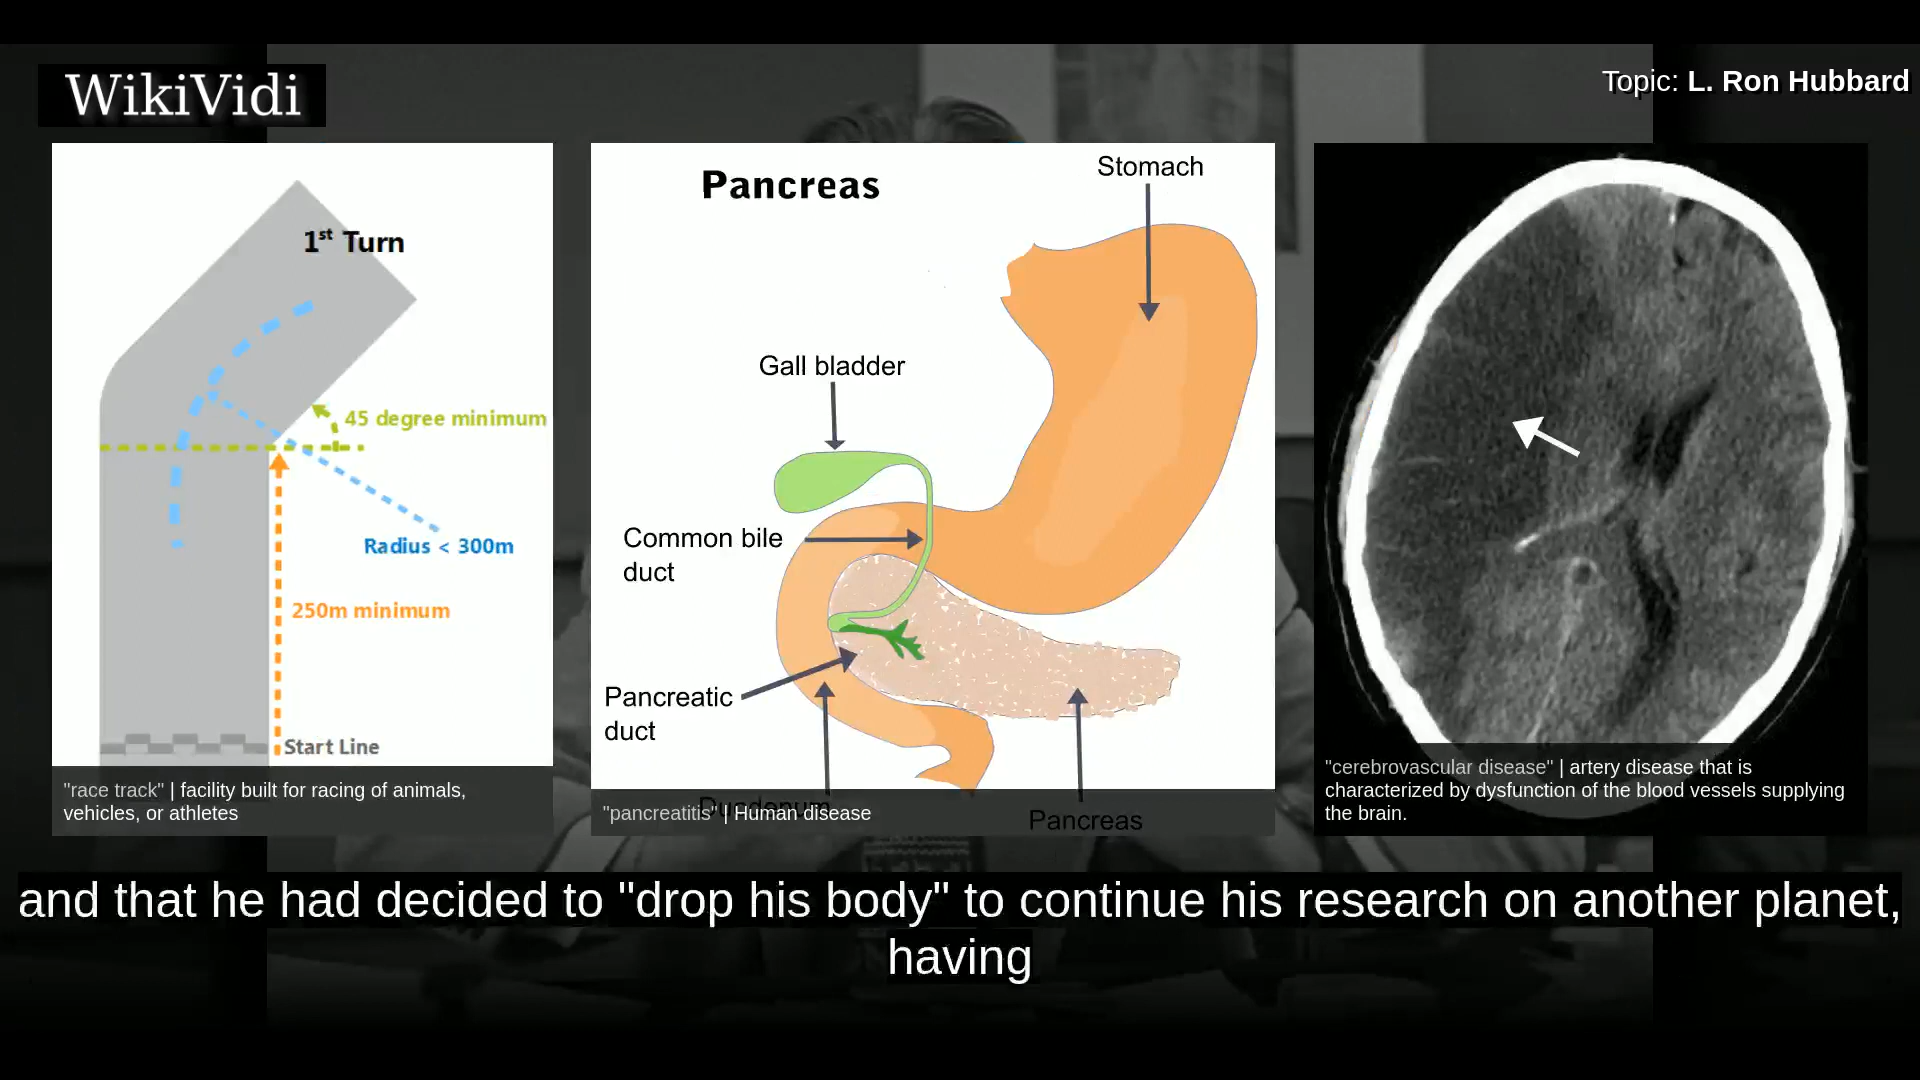 WikiVidi
Topic: L. Ron Hubbard
1st Turn
45 degree minimum
Radius < 300m
250m minimum
Start Line
"race track" | facility built for racing of animals,
vehicles, or athletes
Pancreas
Stomach
Gall bladder
Common bile
duct
Pancreatic
duct
Duodenum
Pancreas
"pancreatitis" | Human disease
"cerebrovascular disease" | artery disease that is
characterized by dysfunction of the blood vessels supplying
the brain.
and that he had decided to "drop his body" to continue his research on another planet,
having